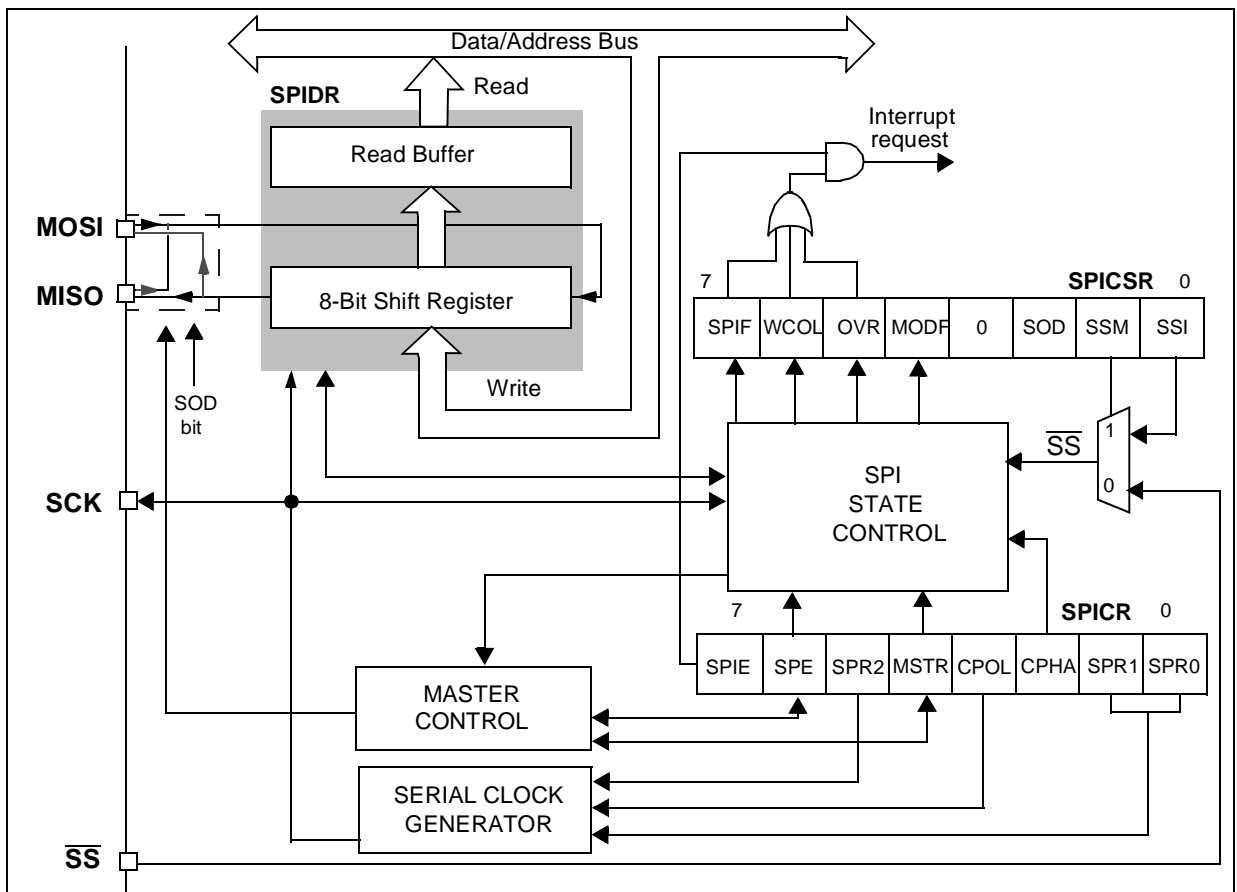 Data/Address Bus
Read
SPIDR
Interrupt
request
Read Buffer
MOSI
MISO
8-Bit Shift Register
7
SPICSR
0
SPIF
WCOL
OVR
MODF
0
SOD
SSM
SSI
Write
SOD
bit
1
SS
0
SCK
SPI
STATE
CONTROL
7
SPICR
0
SPIE
SPE
SPR2
MSTR
CPOL
CPHA
SPR1
SPR0
MASTER
CONTROL
SERIAL CLOCK
GENERATOR
SS